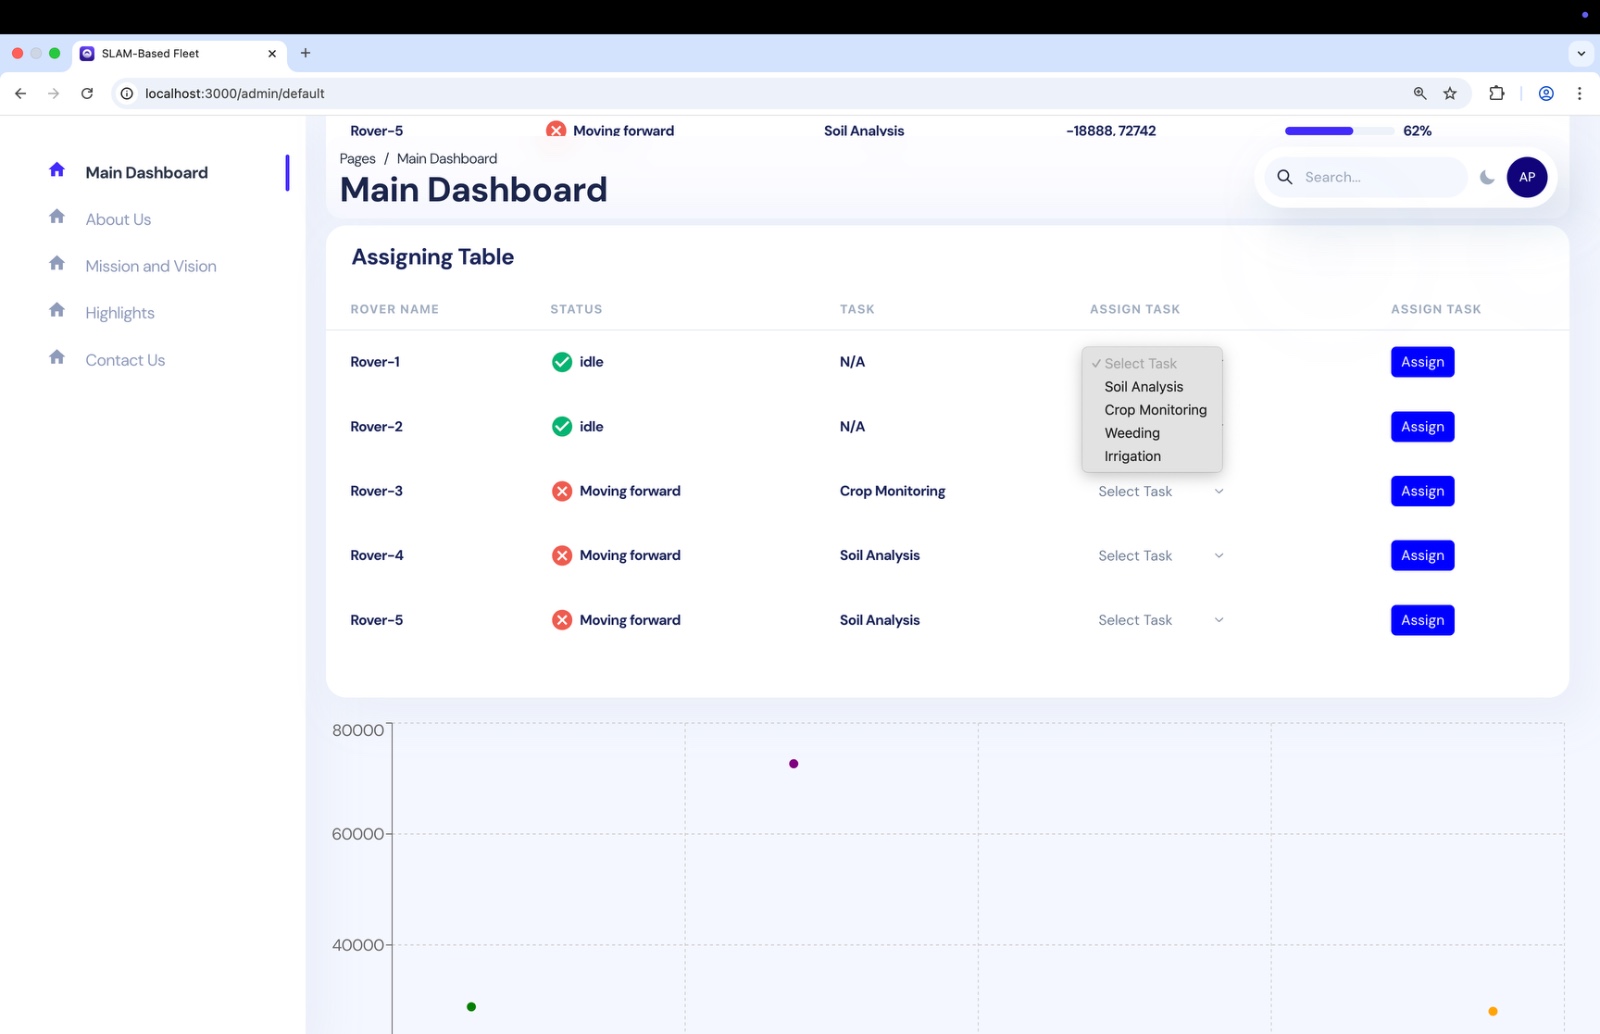 SLAM-Based Fleet
localhost:3000/admin/default
Rover-5 Moving forward Soil Analysis -18888, 72742 62%
Pages / Main Dashboard
Main Dashboard
Search...
AP
Main Dashboard
About Us
Mission and Vision
Highlights
Contact Us
Assigning Table
ROVER NAME STATUS TASK ASSIGN TASK ASSIGN TASK
Rover-1 idle N/A Assign
Select Task
Soil Analysis
Crop Monitoring
Weeding
Irrigation
Rover-2 idle N/A Assign
Rover-3 Moving forward Crop Monitoring Select Task Assign
Rover-4 Moving forward Soil Analysis Select Task Assign
Rover-5 Moving forward Soil Analysis Select Task Assign
80000
60000
40000